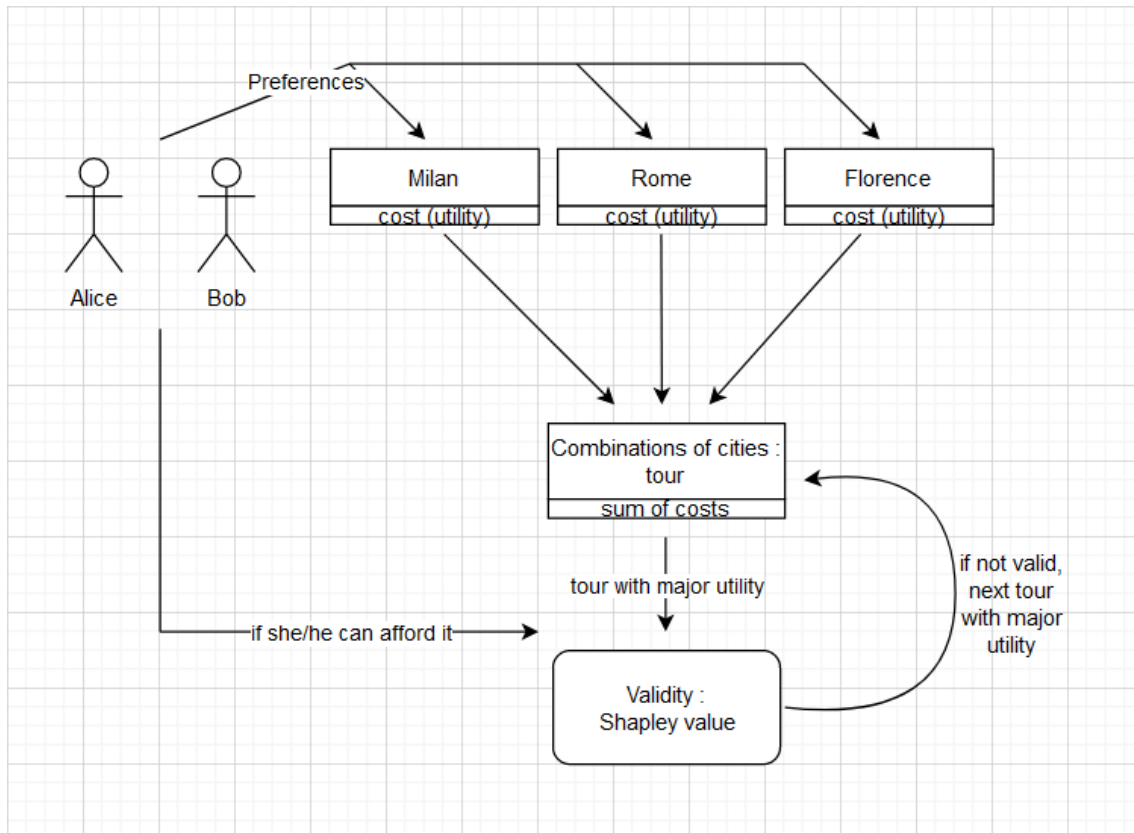 Preferences
Milan
cost (utility)
Rome
cost (utility)
Florence
cost (utility)
Alice
Bob
Combinations of cities :
tour
sum of costs
tour with major utility
if not valid,
next tour
with major
utility
if she/he can afford it
Validity :
Shapley value